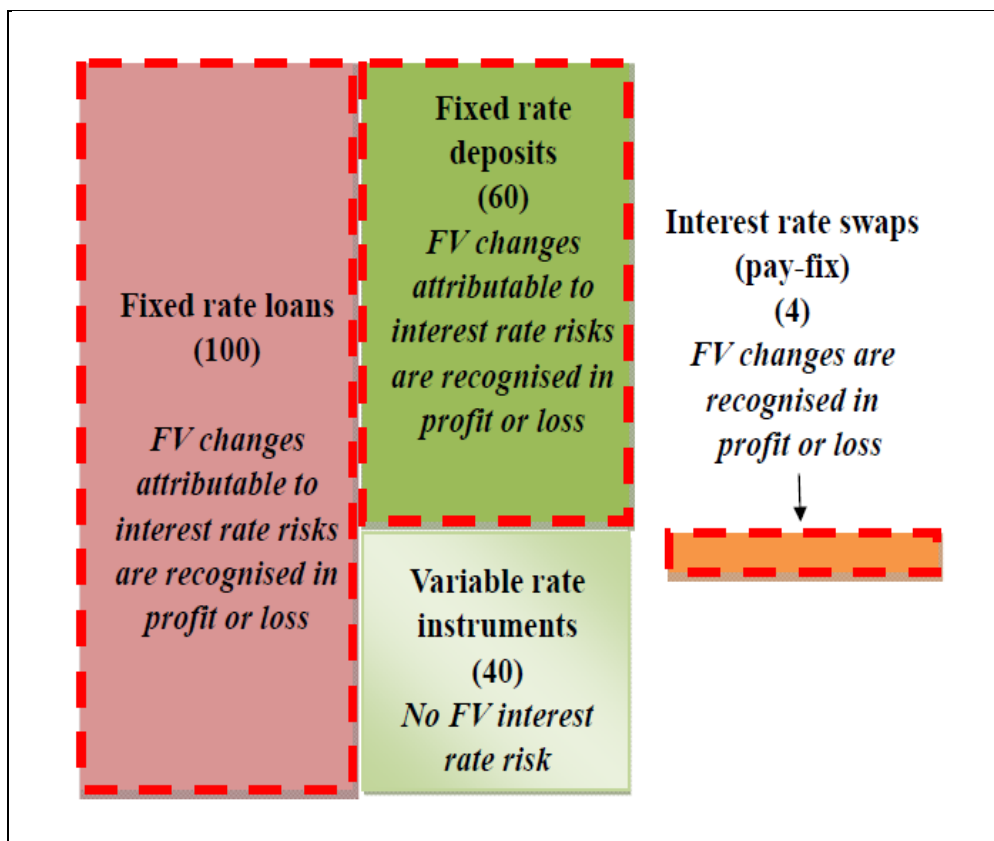 Fixed rate loans
(100)
FV changes
attributable to
interest rate risks
are recognised in
profit or loss
Fixed rate
deposits
(60)
FV changes
attributable to
interest rate risks
are recognised in
profit or loss
Variable rate
instruments
(40)
No FV interest
rate risk
Interest rate swaps
(pay-fix)
(4)
FV changes are
recognised in
profit or loss